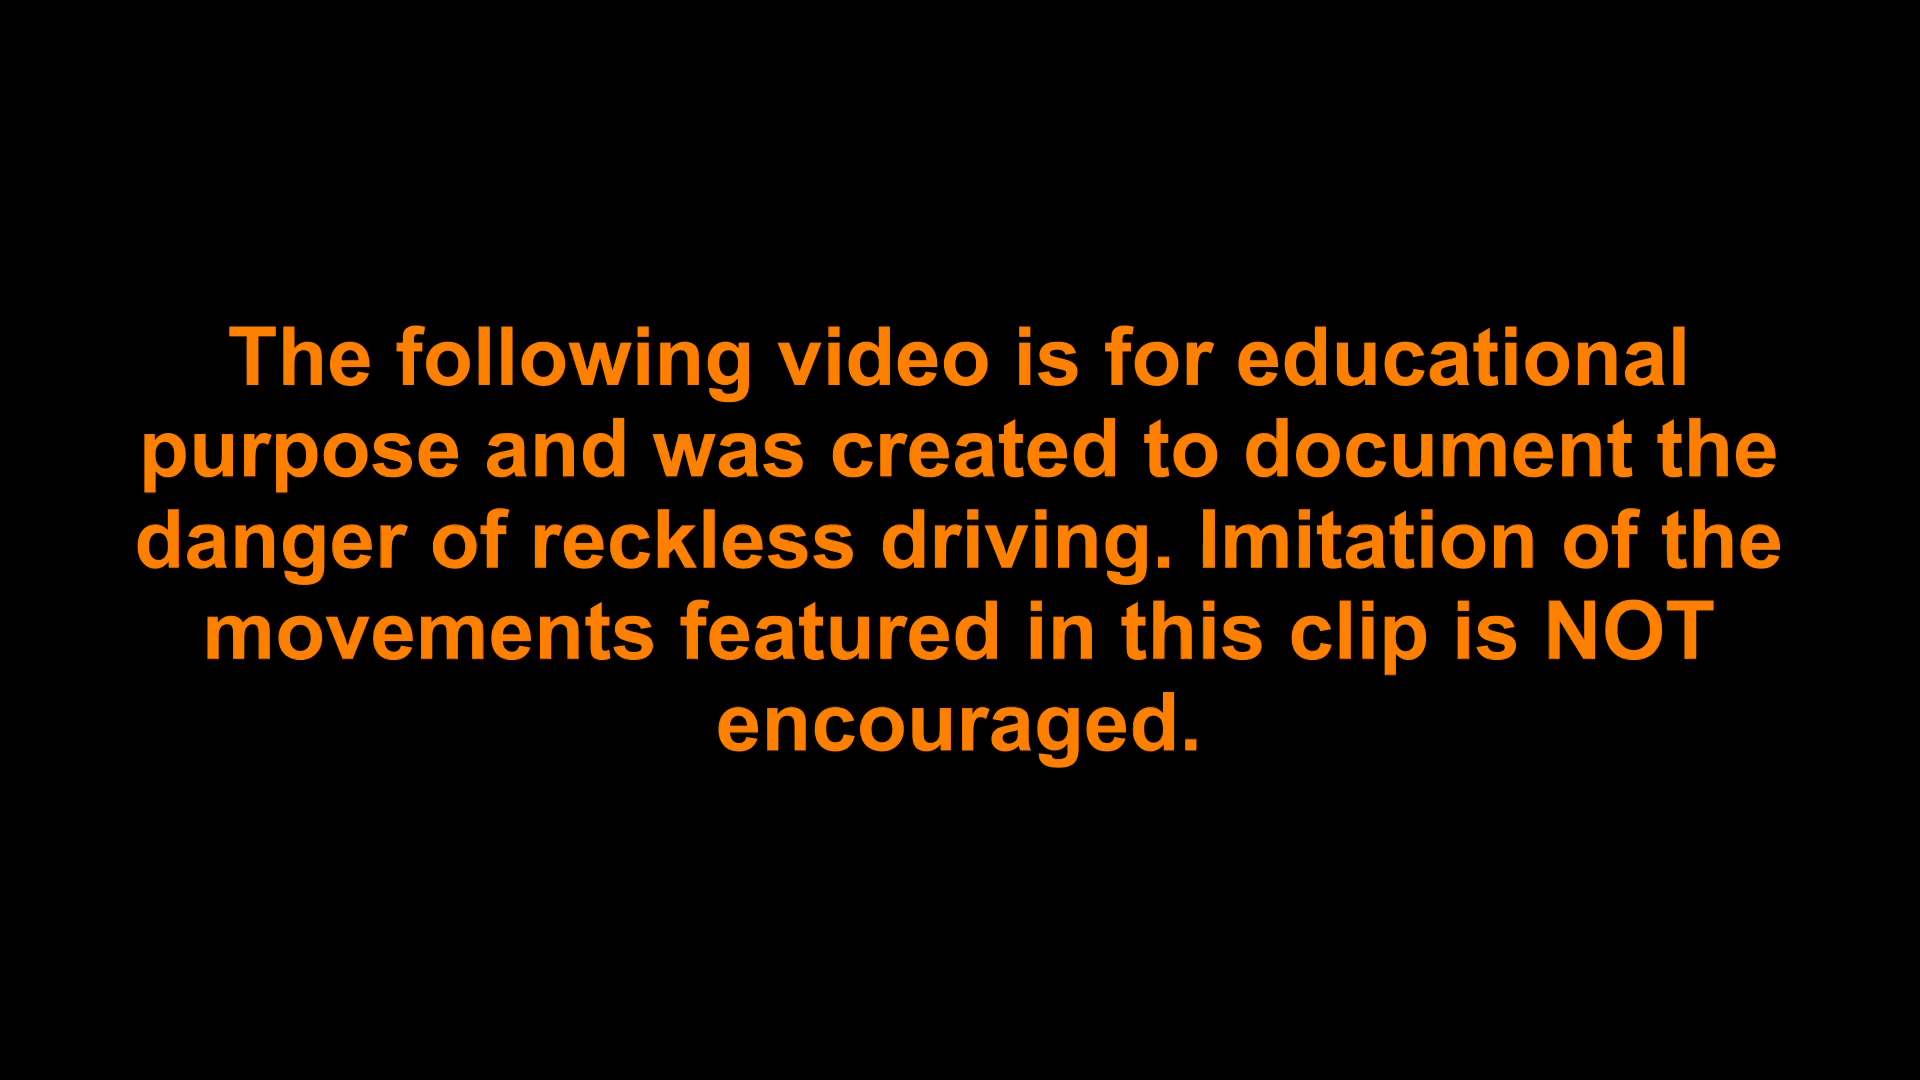 The following video is for educational
purpose and was created to document the
danger of reckless driving. Imitation of the
movements featured in this clip is NOT
encouraged.